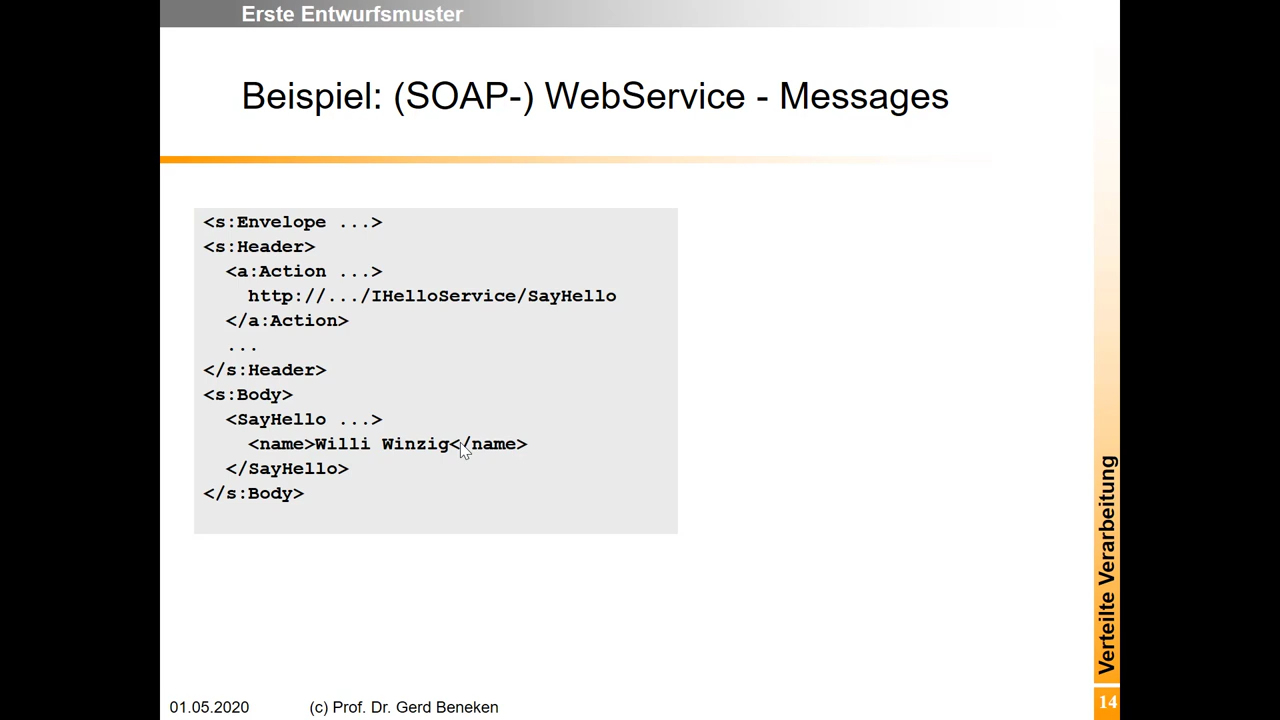 Erste Entwurfsmuster
Beispiel: (SOAP-) WebService - Messages
<s:Envelope ...>
<s:Header>
  <a:Action ...>
    http://.../IHelloService/SayHello
  </a:Action>
  ...
</s:Header>
<s:Body>
  <SayHello ...>
    <name>Willi Winzig</name>
  </SayHello>
</s:Body>
Verteilte Verarbeitung
01.05.2020
(c) Prof. Dr. Gerd Beneken
14